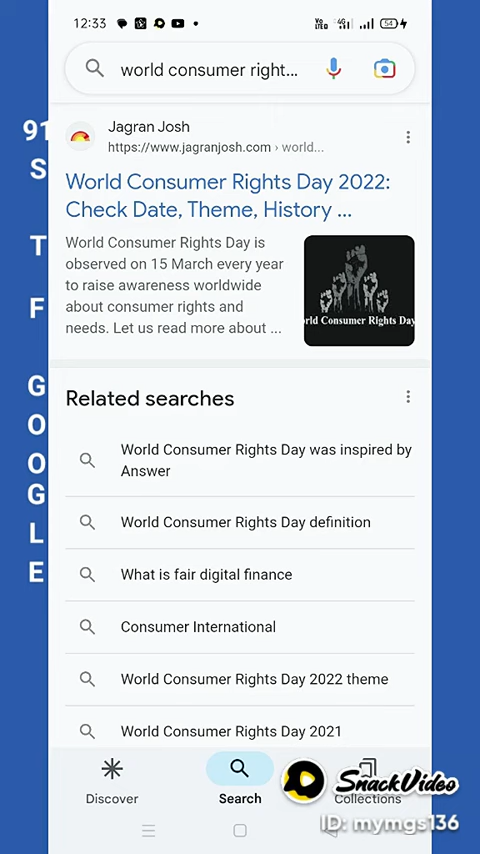 12:33
VoLTE 4G 54
world consumer right...
91
S
T
F
G
O
O
G
L
E
Jagran Josh
https://www.jagranjosh.com › world...
World Consumer Rights Day 2022:
Check Date, Theme, History ...
World Consumer Rights Day is
observed on 15 March every year
to raise awareness worldwide
about consumer rights and
needs. Let us read more about ...
rld Consumer Rights Day
Related searches
World Consumer Rights Day was inspired by
Answer
World Consumer Rights Day definition
What is fair digital finance
Consumer International
World Consumer Rights Day 2022 theme
World Consumer Rights Day 2021
Discover
Search
Collections
SnackVideo
ID: mymgs136